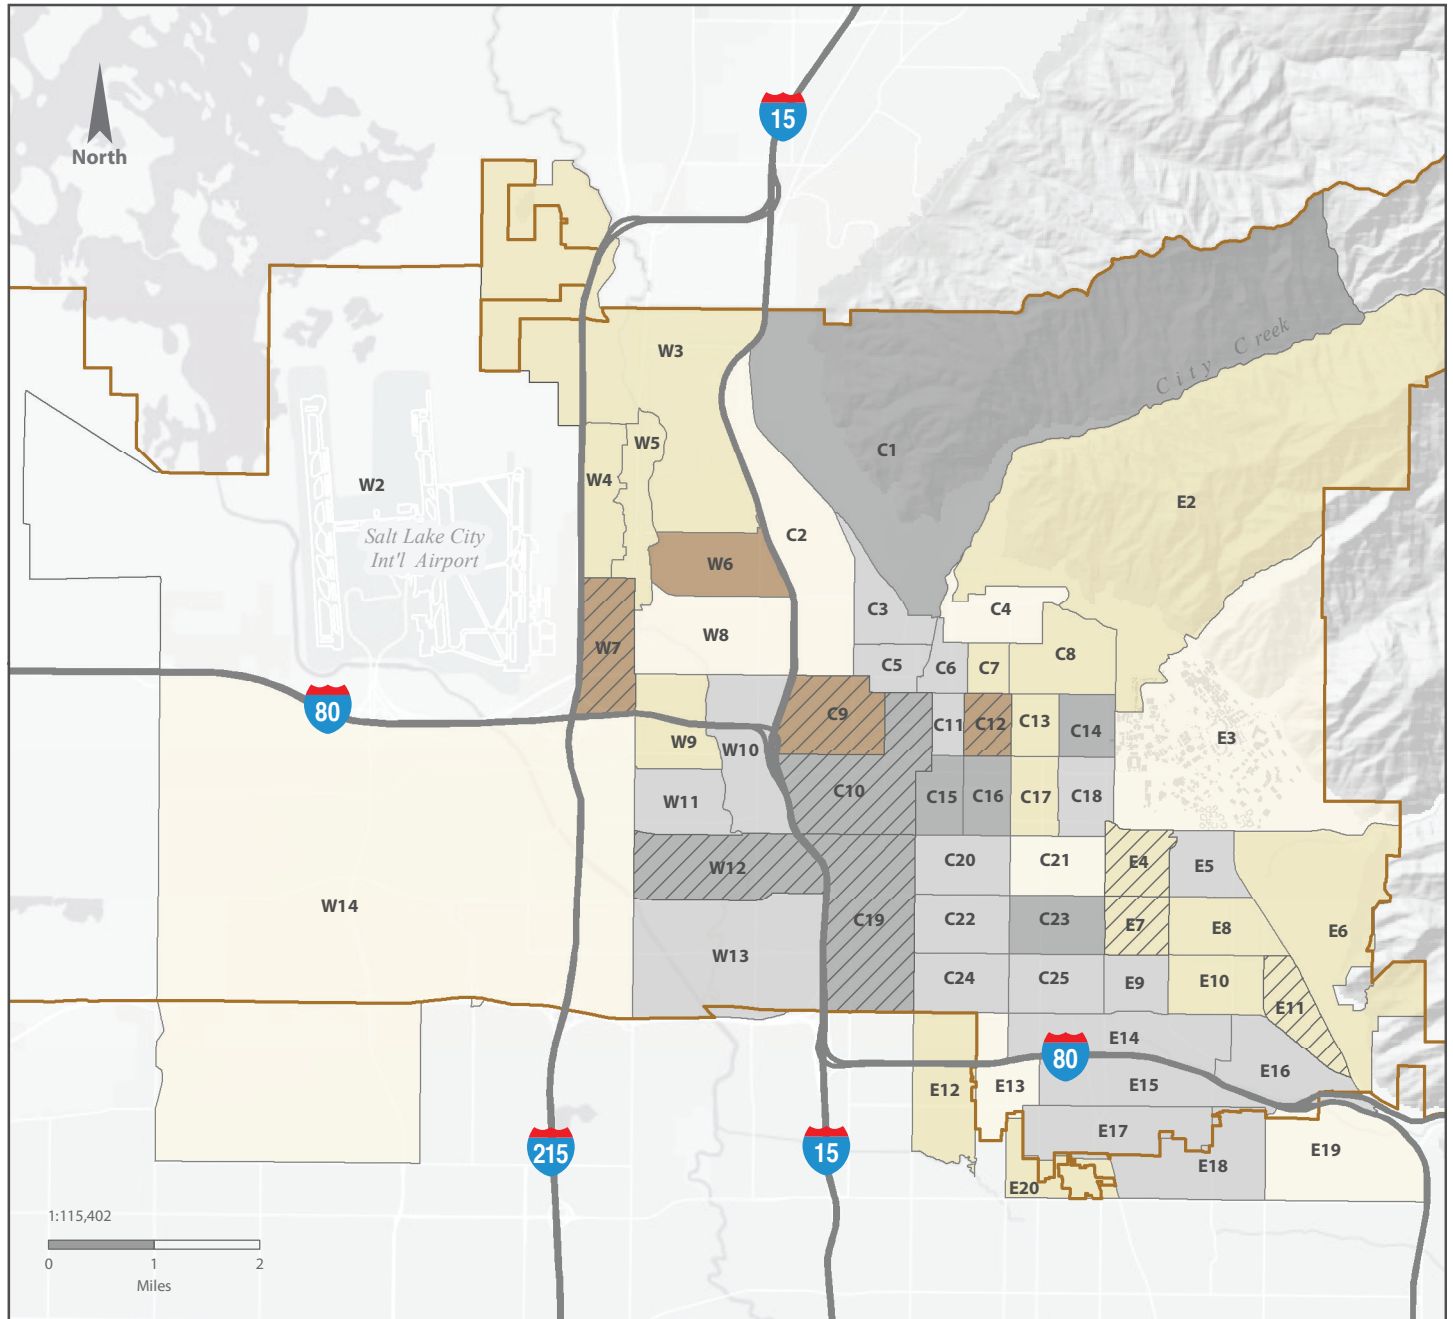 15
North
W3
City Creek
W5
C1
W4
W2
E2
Salt Lake City
Int'l Airport
C2
W6
C3
C4
W8
W7
C5
C6
C7
C8
80
C9
C11
C12
C13
C14
E3
W9
W10
C10
C15
C16
C17
C18
W11
W12
C20
C21
E4
E5
W14
C19
C22
C23
E7
E8
E6
W13
C24
C25
E9
E10
E11
E14
80
E16
E12
E13
E15
215
15
E17
E18
E19
E20
1:115,402
0
1
2
Miles